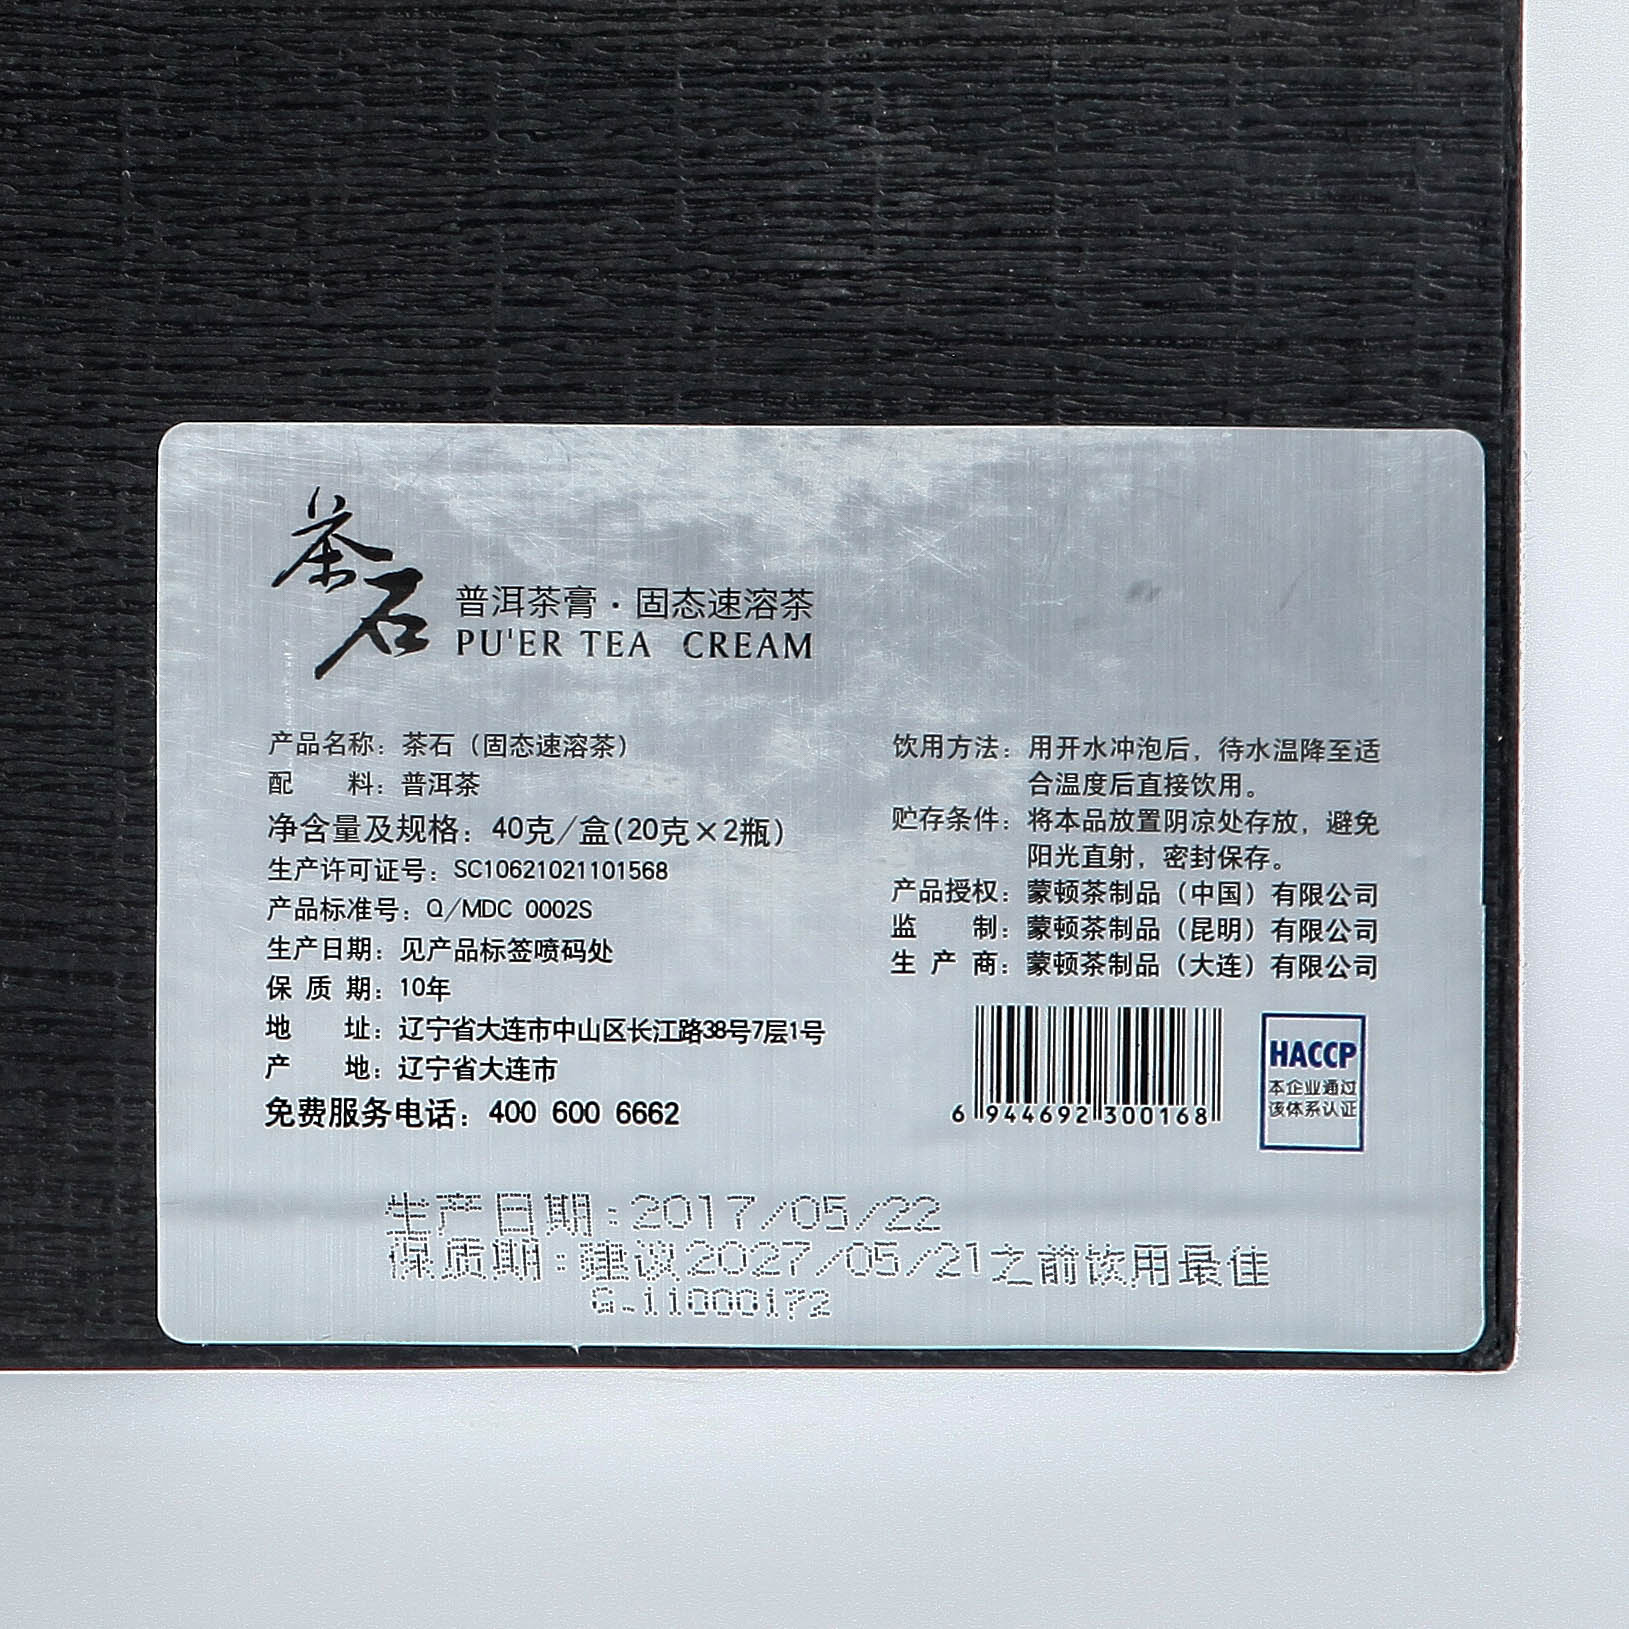 茶石
普洱茶膏·固态速溶茶
PU'ER TEA CREAM
产品名称：茶石（固态速溶茶）
配 料：普洱茶
净含量及规格：40克/盒(20克×2瓶)
生产许可证号：SC10621021101568
产品标准号：Q/MDC 0002S
生产日期：见产品标签喷码处
保 质 期：10年
地 址：辽宁省大连市中山区长江路38号7层1号
产 地：辽宁省大连市
免费服务电话：400 600 6662
饮用方法：用开水冲泡后，待水温降至适
合温度后直接饮用。
贮存条件：将本品放置阴凉处存放，避免
阳光直射，密封保存。
产品授权：蒙顿茶制品（中国）有限公司
监 制：蒙顿茶制品（昆明）有限公司
生 产 商：蒙顿茶制品（大连）有限公司
6 944692 300168
HACCP
本企业通过
该体系认证
生产日期:2017/05/22
保质期:建议2027/05/21之前饮用最佳
G-11000172